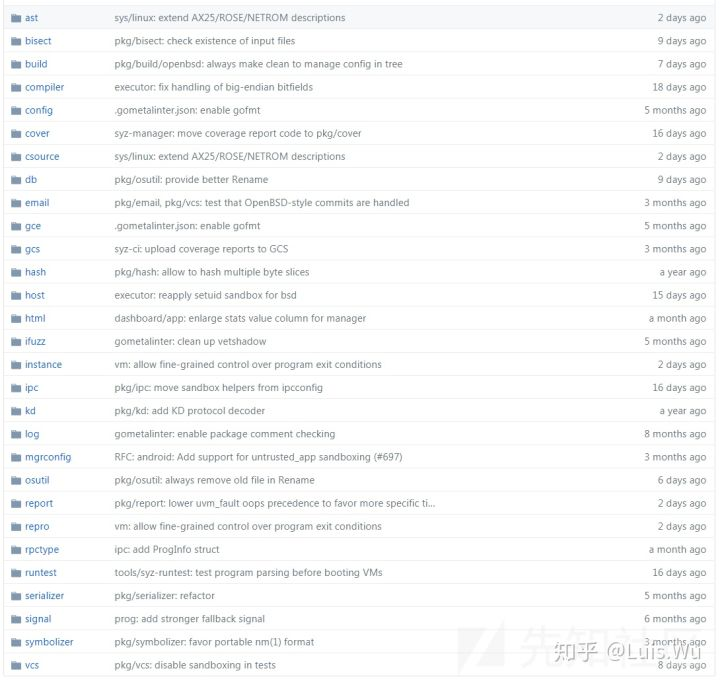 ast sys/linux: extend AX25/ROSE/NETROM descriptions 2 days ago
bisect pkg/bisect: check existence of input files 9 days ago
build pkg/build/openbsd: always make clean to manage config in tree 7 days ago
compiler executor: fix handling of big-endian bitfields 18 days ago
config .gometalinter.json: enable gofmt 5 months ago
cover syz-manager: move coverage report code to pkg/cover 16 days ago
csource sys/linux: extend AX25/ROSE/NETROM descriptions 2 days ago
db pkg/osutil: provide better Rename 9 days ago
email pkg/email, pkg/vcs: test that OpenBSD-style commits are handled 3 months ago
gce .gometalinter.json: enable gofmt 5 months ago
gcs syz-ci: upload coverage reports to GCS 3 months ago
hash pkg/hash: allow to hash multiple byte slices a year ago
host executor: reapply setuid sandbox for bsd 15 days ago
html dashboard/app: enlarge stats value column for manager a month ago
ifuzz gometalinter: clean up vetshadow 5 months ago
instance vm: allow fine-grained control over program exit conditions 2 days ago
ipc pkg/ipc: move sandbox helpers from ipcconfig 16 days ago
kd pkg/kd: add KD protocol decoder a year ago
log gometalinter: enable package comment checking 8 months ago
mgrconfig RFC: android: Add support for untrusted_app sandboxing (#697) 3 months ago
osutil pkg/osutil: always remove old file in Rename 6 days ago
report pkg/report: lower uvm_fault oops precedence to favor more specific ti... 2 days ago
repro vm: allow fine-grained control over program exit conditions 2 days ago
rpctype ipc: add ProgInfo struct a month ago
runtest tools/syz-runtest: test program parsing before booting VMs 16 days ago
serializer pkg/serializer: refactor 5 months ago
signal prog: add stronger fallback signal 6 months ago
symbolizer pkg/symbolizer: favor portable nm(1) format 3 months ago
vcs pkg/vcs: disable sandboxing in tests 8 days ago
先知社区
知乎 @Luis.Wu